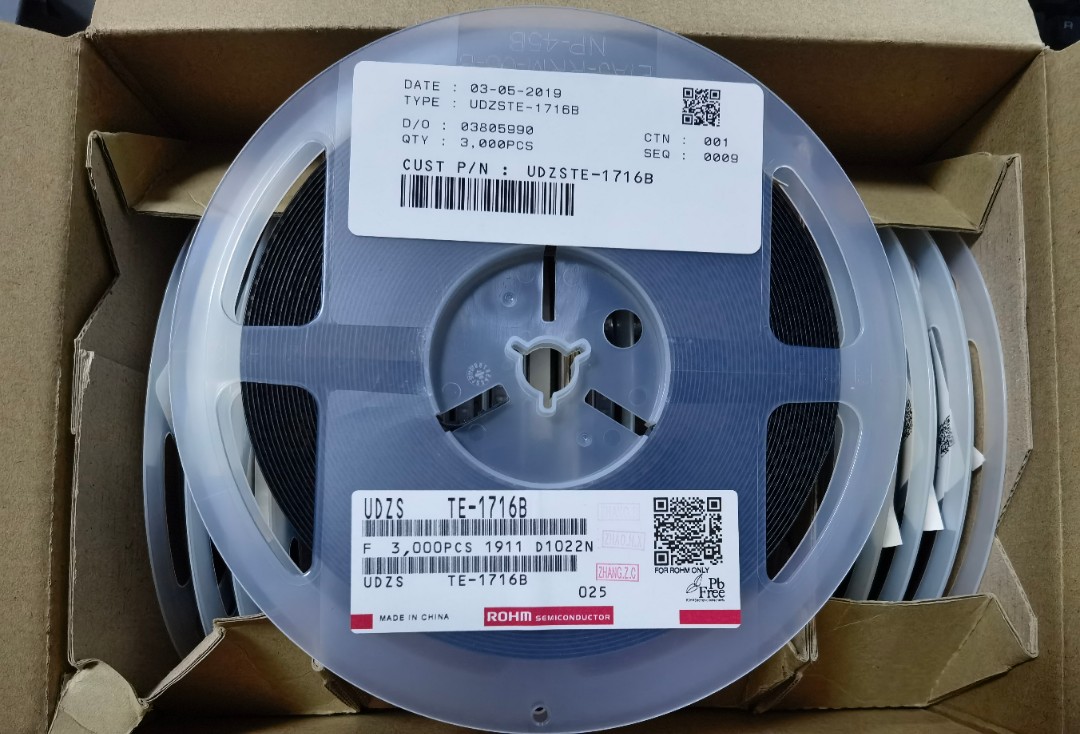 NP-45B
DATE : 03-05-2019
TYPE : UDZSTE-1716B
D/O : 03805990
QTY : 3,000PCS
CTN : 001
SEQ : 0009
CUST P/N : UDZSTE-1716B
UDZS TE-1716B
F 3,000PCS 1911 D1022N
UDZS TE-1716B
025
ZHANG.Z.C
FOR ROHM ONLY
Pb
Free
MADE IN CHINA
ROHM SEMICONDUCTOR